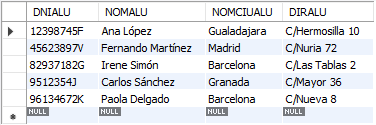 DNIALU NOMALU NOMCIUALU DIRALU
12398745F Ana López Gualadajara C/Hermosilla 10
45623897V Fernando Martínez Madrid C/Nuria 72
82937182G Irene Simón Barcelona C/Las Tablas 2
9512354J Carlos Sánchez Granada C/Mayor 36
96134672K Paola Delgado Barcelona C/Nueva 8
NULL NULL NULL NULL